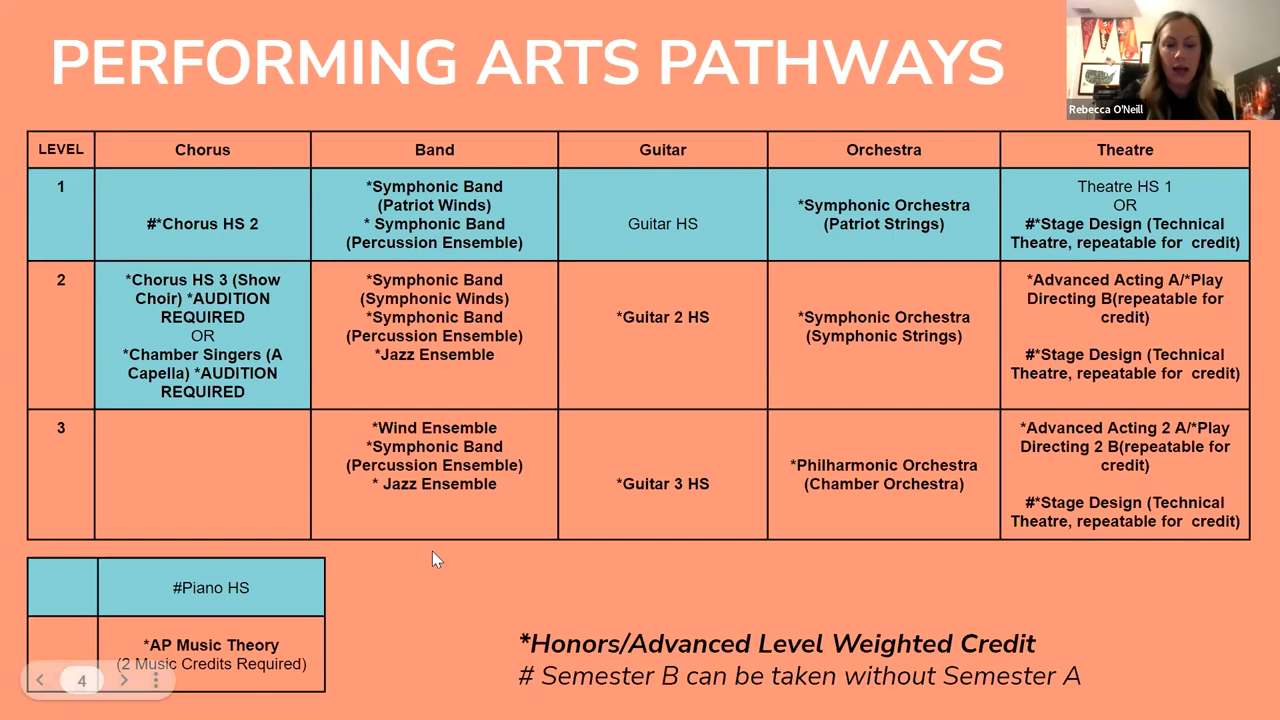 PERFORMING ARTS PATHWAYS
Rebecca O'Neill
LEVEL
Chorus
Band
Guitar
Orchestra
Theatre
1
#*Chorus HS 2
*Symphonic Band
(Patriot Winds)
* Symphonic Band
(Percussion Ensemble)
Guitar HS
*Symphonic Orchestra
(Patriot Strings)
Theatre HS 1
OR
#*Stage Design (Technical
Theatre, repeatable for credit)
2
*Chorus HS 3 (Show
Choir) *AUDITION
REQUIRED
OR
*Chamber Singers (A
Capella) *AUDITION
REQUIRED
*Symphonic Band
(Symphonic Winds)
*Symphonic Band
(Percussion Ensemble)
*Jazz Ensemble
*Guitar 2 HS
*Symphonic Orchestra
(Symphonic Strings)
*Advanced Acting A/*Play
Directing B(repeatable for
credit)
#*Stage Design (Technical
Theatre, repeatable for credit)
3
*Wind Ensemble
*Symphonic Band
(Percussion Ensemble)
* Jazz Ensemble
*Guitar 3 HS
*Philharmonic Orchestra
(Chamber Orchestra)
*Advanced Acting 2 A/*Play
Directing 2 B(repeatable for
credit)
#*Stage Design (Technical
Theatre, repeatable for credit)
#Piano HS
*AP Music Theory
(2 Music Credits Required)
4
*Honors/Advanced Level Weighted Credit
# Semester B can be taken without Semester A